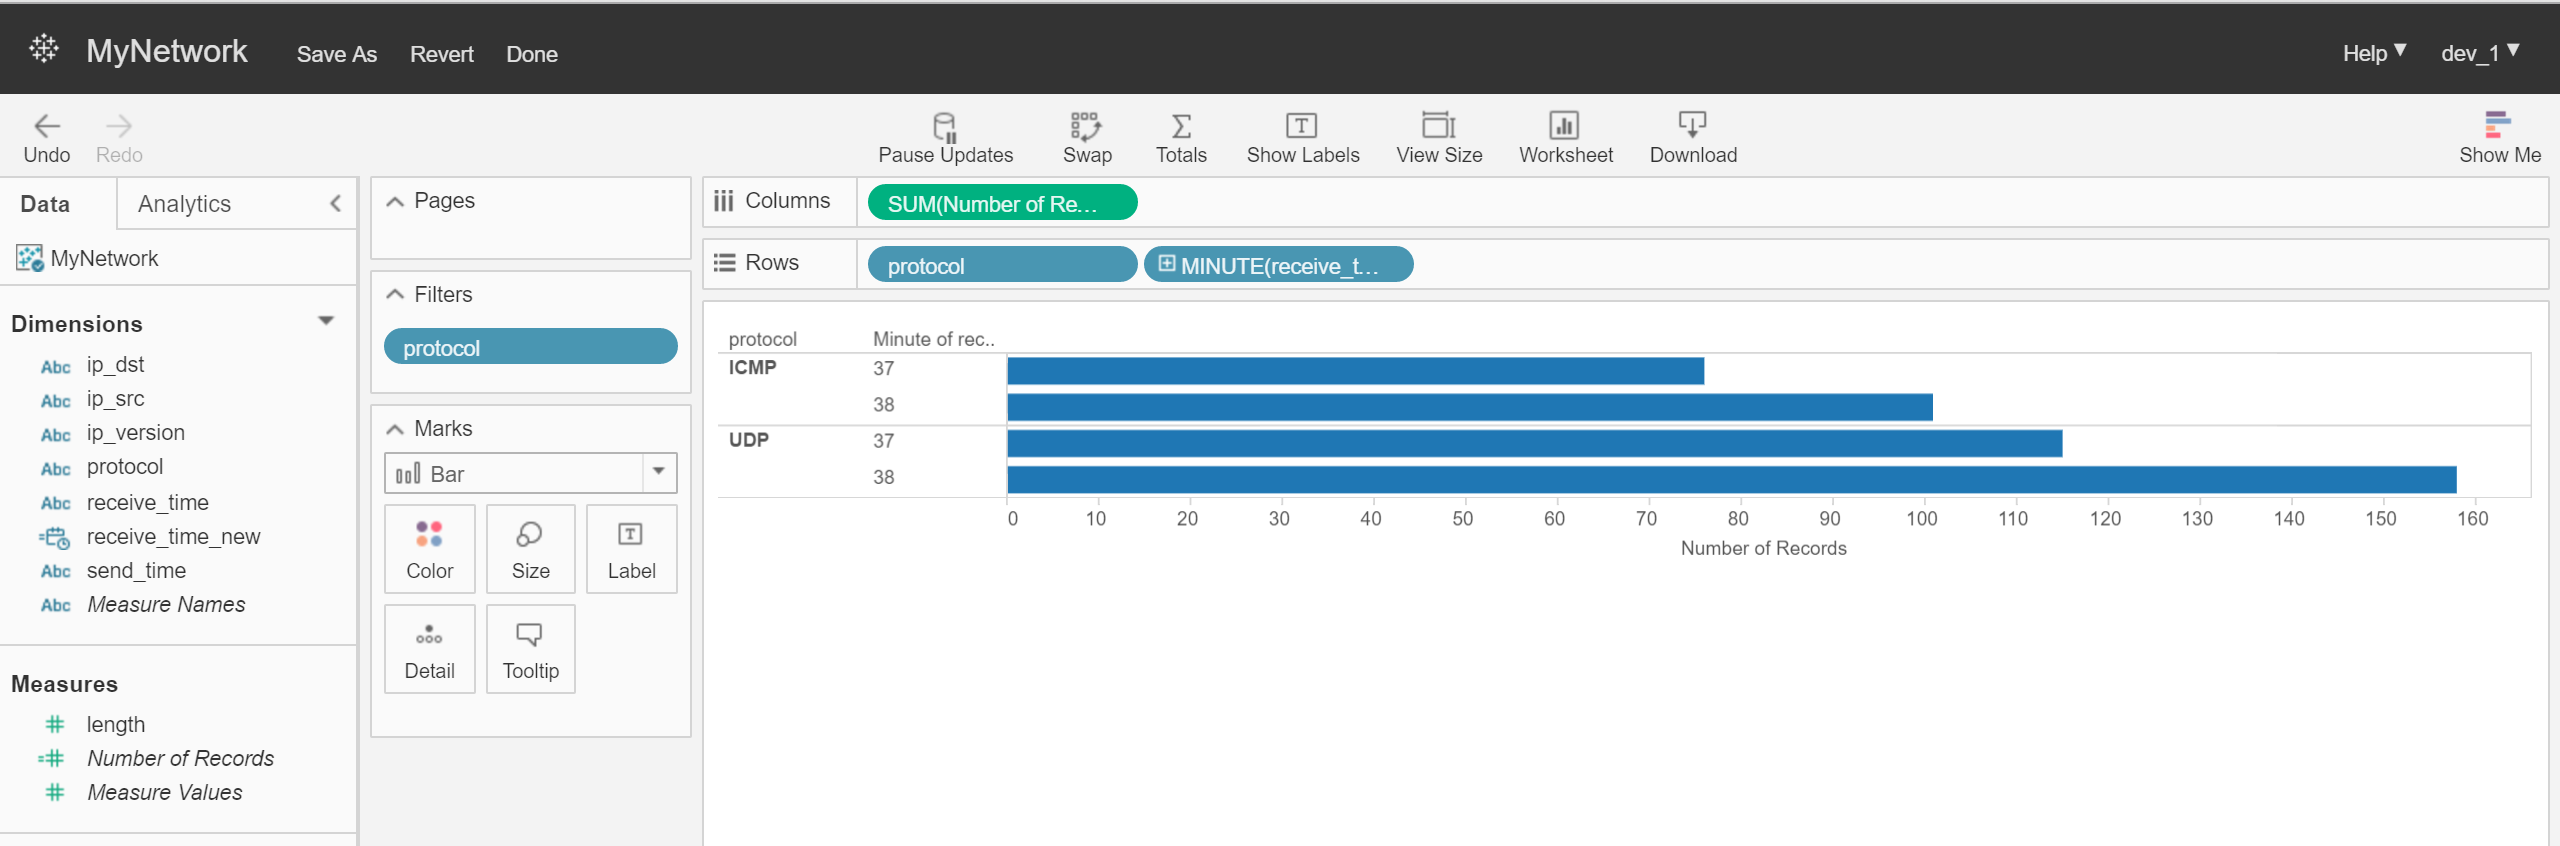 MyNetwork Save As Revert Done Help dev_1
Undo Redo Pause Updates Swap Totals Show Labels View Size Worksheet Download Show Me
Data Analytics
MyNetwork
Dimensions
Abc ip_dst
Abc ip_src
Abc ip_version
Abc protocol
Abc receive_time
receive_time_new
Abc send_time
Abc Measure Names
Measures
length
Number of Records
Measure Values
Pages
Filters
protocol
Marks
Bar
Color Size Label
Detail Tooltip
Columns SUM(Number of Re...
Rows protocol MINUTE(receive_t...
protocol Minute of rec..
ICMP 37
38
UDP 37
38
0 10 20 30 40 50 60 70 80 90 100 110 120 130 140 150 160
Number of Records